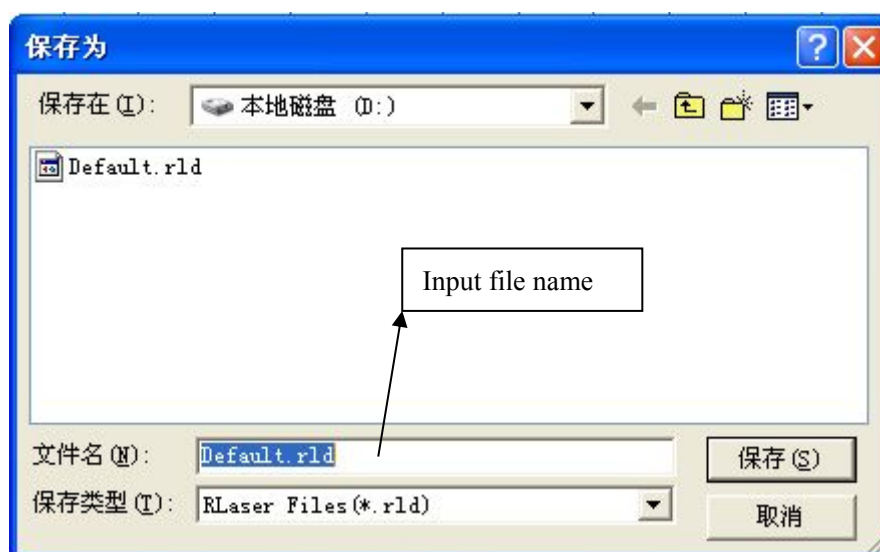 保存为
保存在(I): 本地磁盘 (D:)
Default.rld
Input file name
文件名(N): Default.rld 保存(S)
保存类型(T): RLaser Files(*.rld) 取消